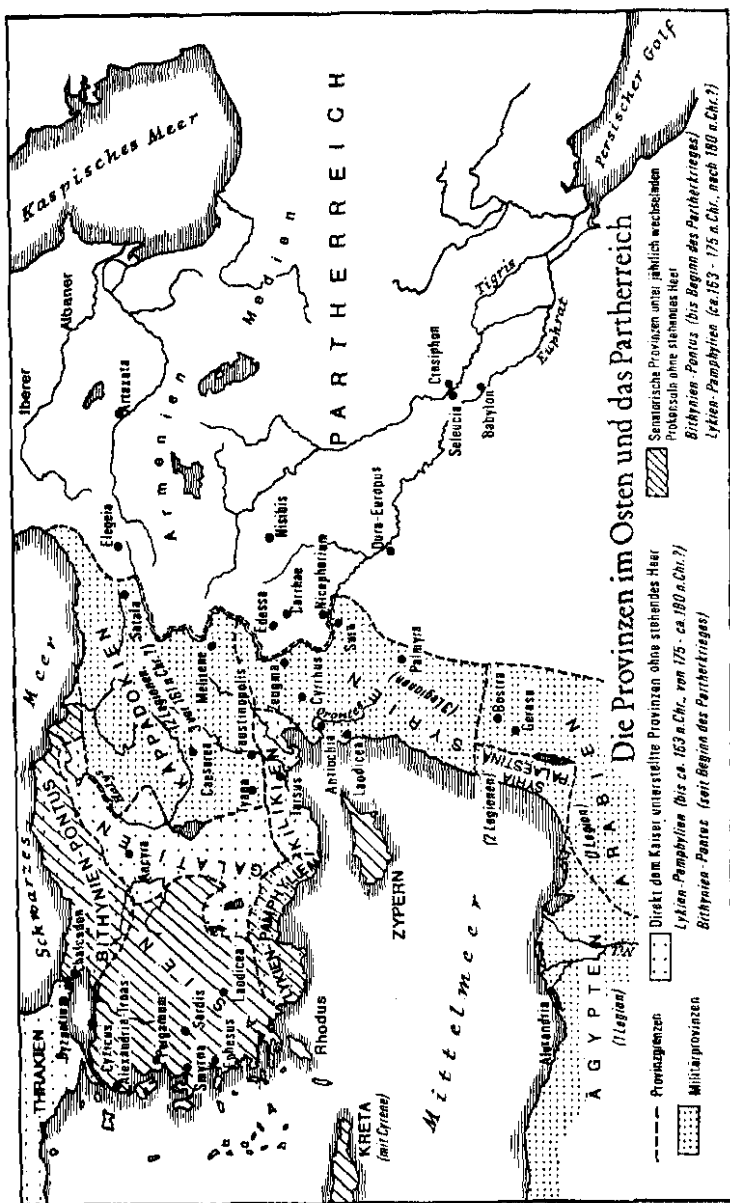 Schwarzes Meer
Kaspisches Meer
Persischer Golf
Mittelmeer
THRAKIEN
Byzantium
Chalcedon
BITHYNIEN-PONTUS
Cyzicus
Alexandria-Troas
Pergamum
Sardis
Smyrna
Ephesus
Laodicea
Rhodus
KRETA
(mit Cyrene)
LYKIEN-PAMPHYLIEN
GALATIEN
Ancyra
KAPPADOKIEN
Caesarea
Tyana
Faustinopolis
Melitene
Satala
Elegeia
KILIKIEN
Tarsus
ZYPERN
Iberer
Albaner
Artaxata
Armenien
Medien
PARTHERREICH
Edessa
Carrhae
Nisibis
Nicephorium
Zeugma
Cyrrhus
Sura
Dura-Europus
Antiochia
Laodicea
SYRIEN
(3 Legionen)
Palmyra
Seleucia
Ctesiphon
Babylon
Tigris
Euphrat
SYRIA
PALAESTINA
(2 Legionen)
Bostra
Gerasa
ARABIEN
(1 Legion)
ÄGYPTEN
(1 Legion)
Alexandria
Nil
Die Provinzen im Osten und das Partherreich
Provinzgrenzen
Militärprovinzen
Direkt dem Kaiser unterstellte Provinzen ohne stehendes Heer
Lykien-Pamphylien (bis ca. 163 n.Chr., von 175 - ca. 180 n.Chr.?)
Bithynien-Pontus (seit Beginn des Partherkrieges)
Senatorische Provinzen unter jährlich wechselnden
Prokonsuln ohne stehendes Heer
Bithynien-Pontus (bis Beginn des Partherkrieges)
Lykien-Pamphylien (ca. 163 - 175 n.Chr., nach 180 n.Chr.?)